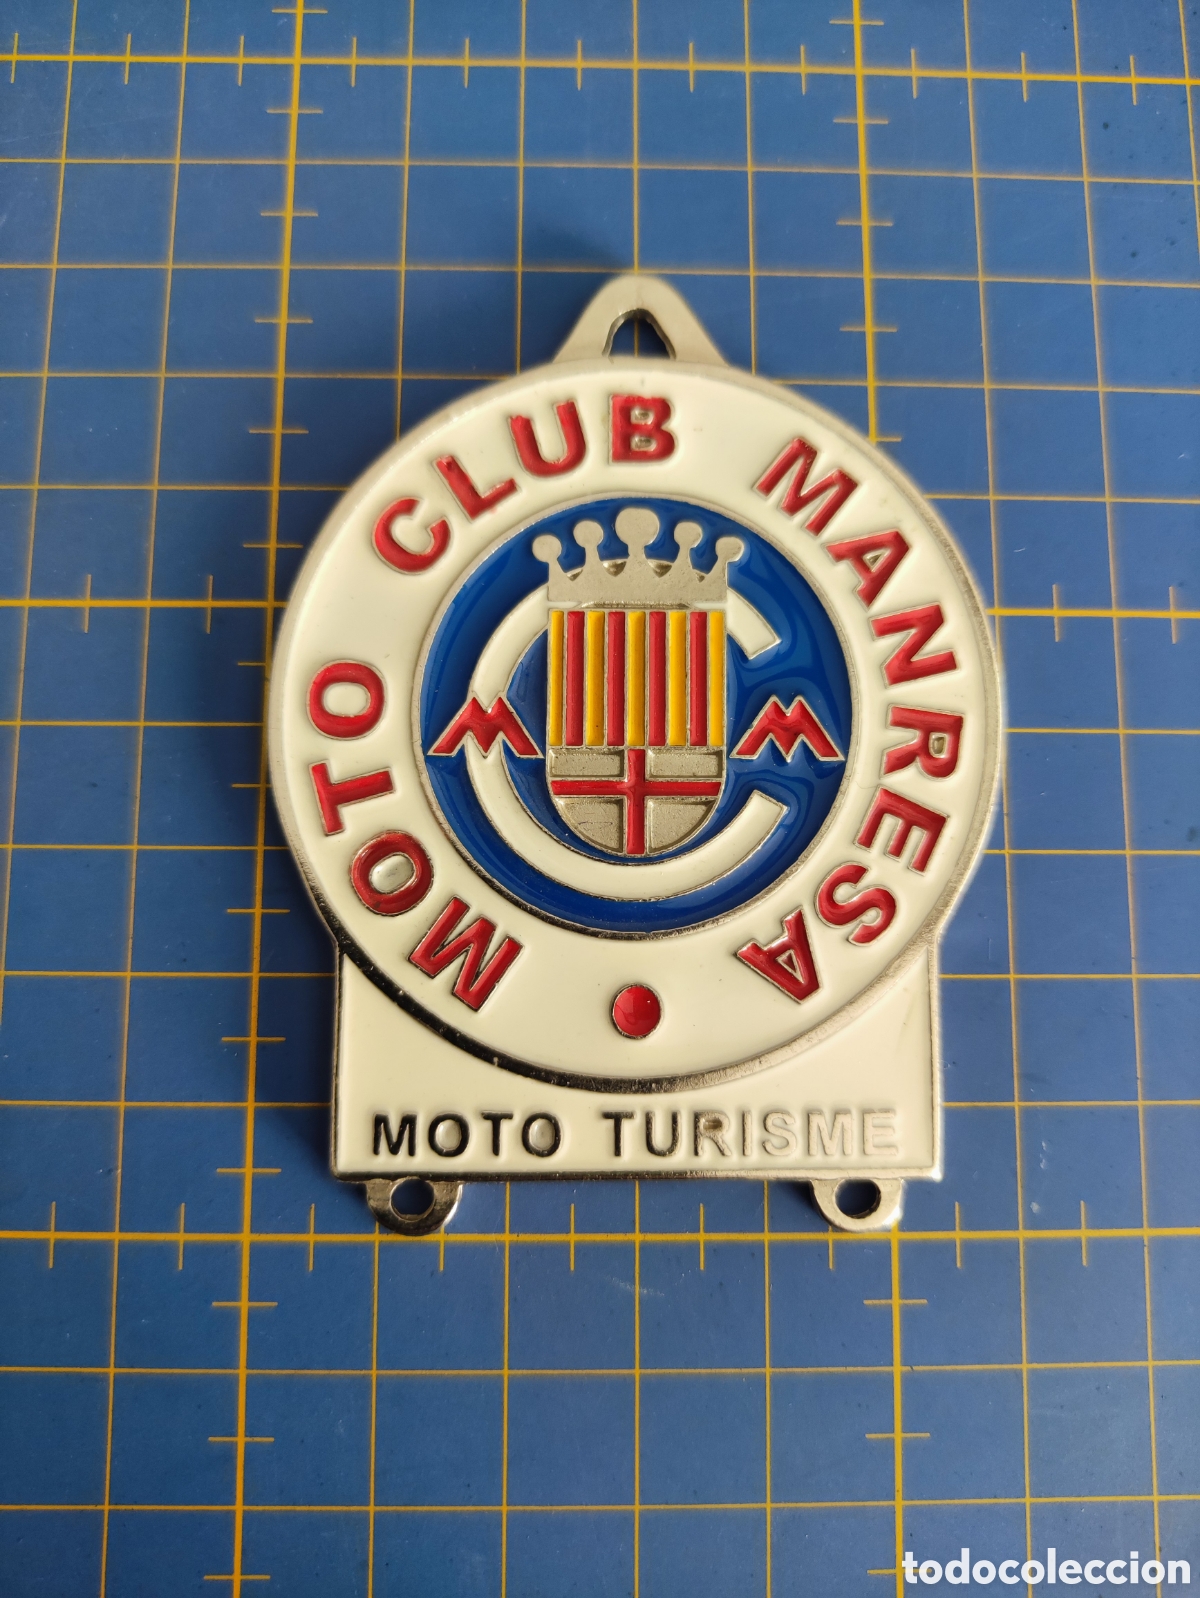 MOTO CLUB MANRESA
M M
MOTO TURISME
todocoleccion